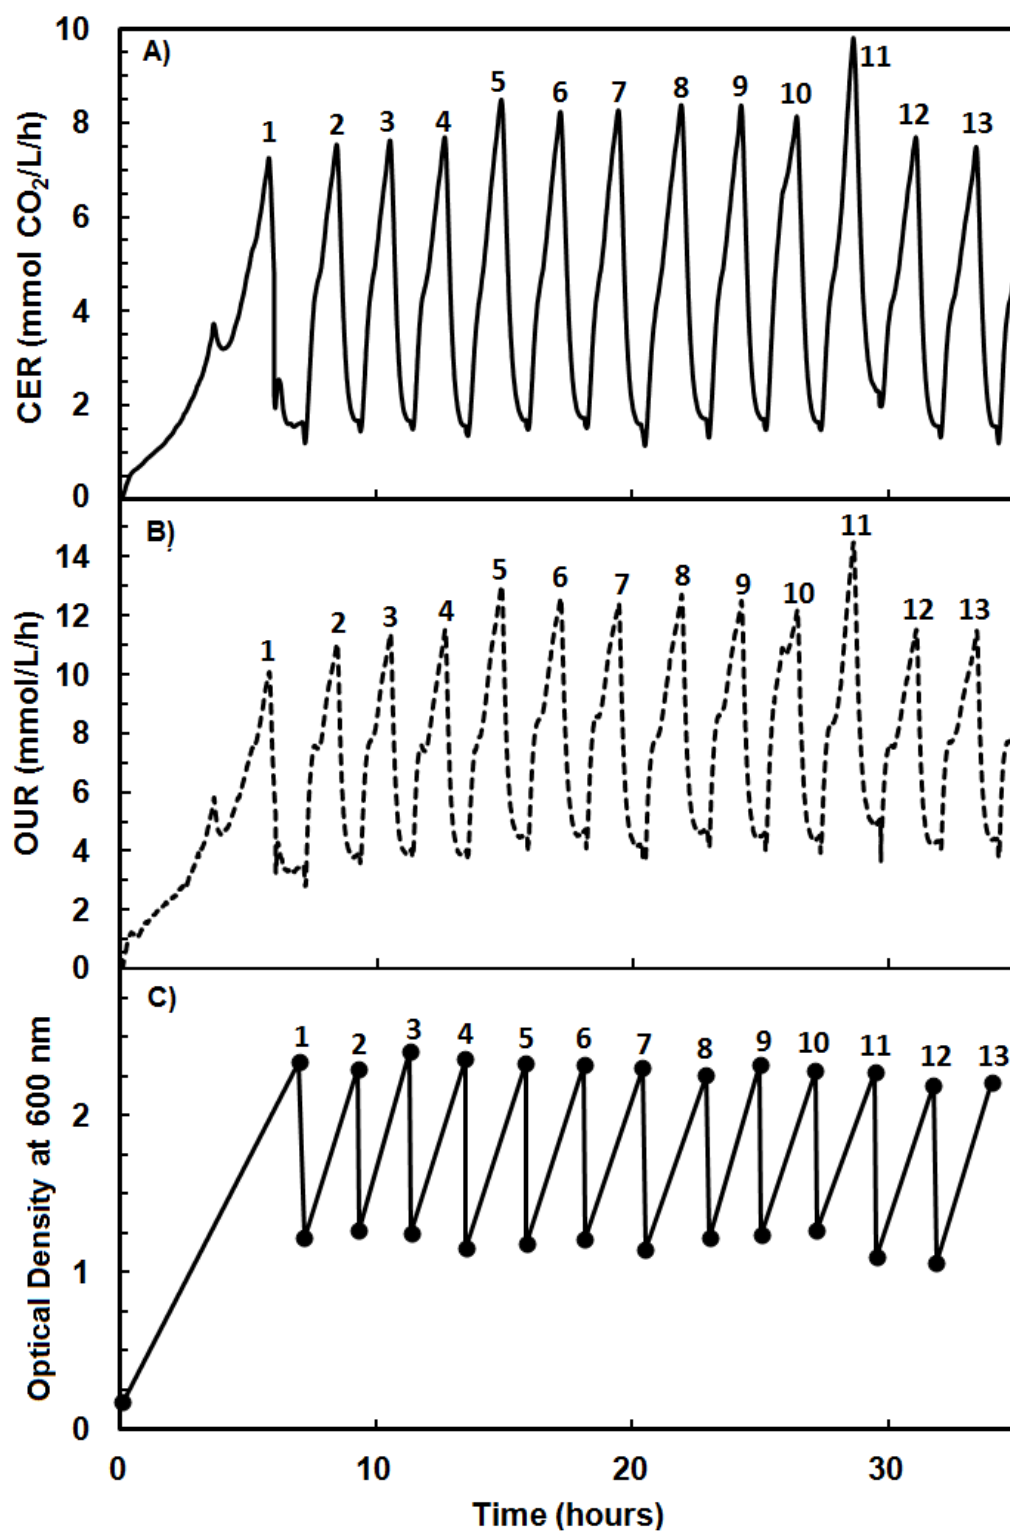 A)
CER (mmol CO₂/L/h)
10
8
6
4
2
0
1 2 3 4 5 6 7 8 9 10 11 12 13
B)
OUR (mmol/L/h)
14
12
10
8
6
4
2
0
1 2 3 4 5 6 7 8 9 10 11 12 13
C)
Optical Density at 600 nm
2
1
0
1 2 3 4 5 6 7 8 9 10 11 12 13
0 10 20 30
Time (hours)